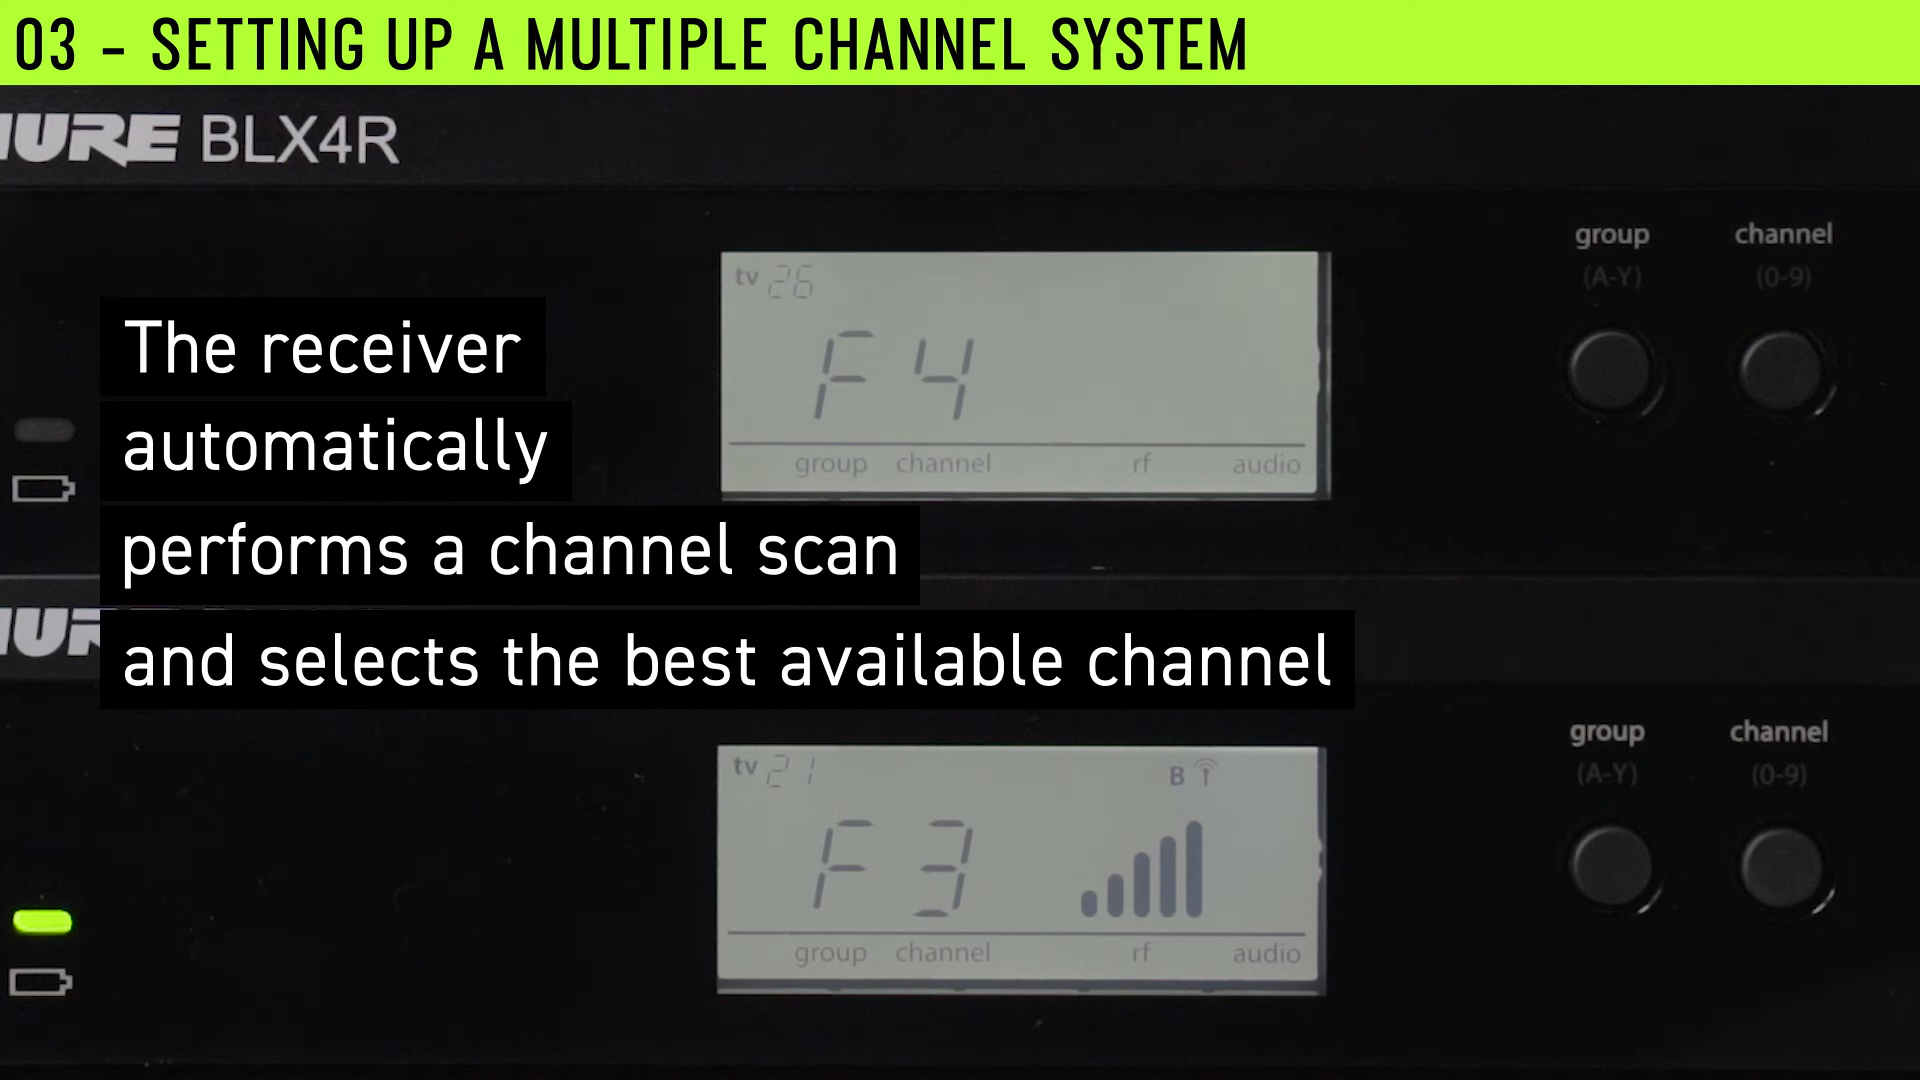 03 - SETTING UP A MULTIPLE CHANNEL SYSTEM
URE BLX4R
group channel
(A-Y) (0-9)
tv 26
F 4
group channel rf audio
The receiver
automatically
performs a channel scan
and selects the best available channel
group channel
(A-Y) (0-9)
tv 21 B
F 3
group channel rf audio